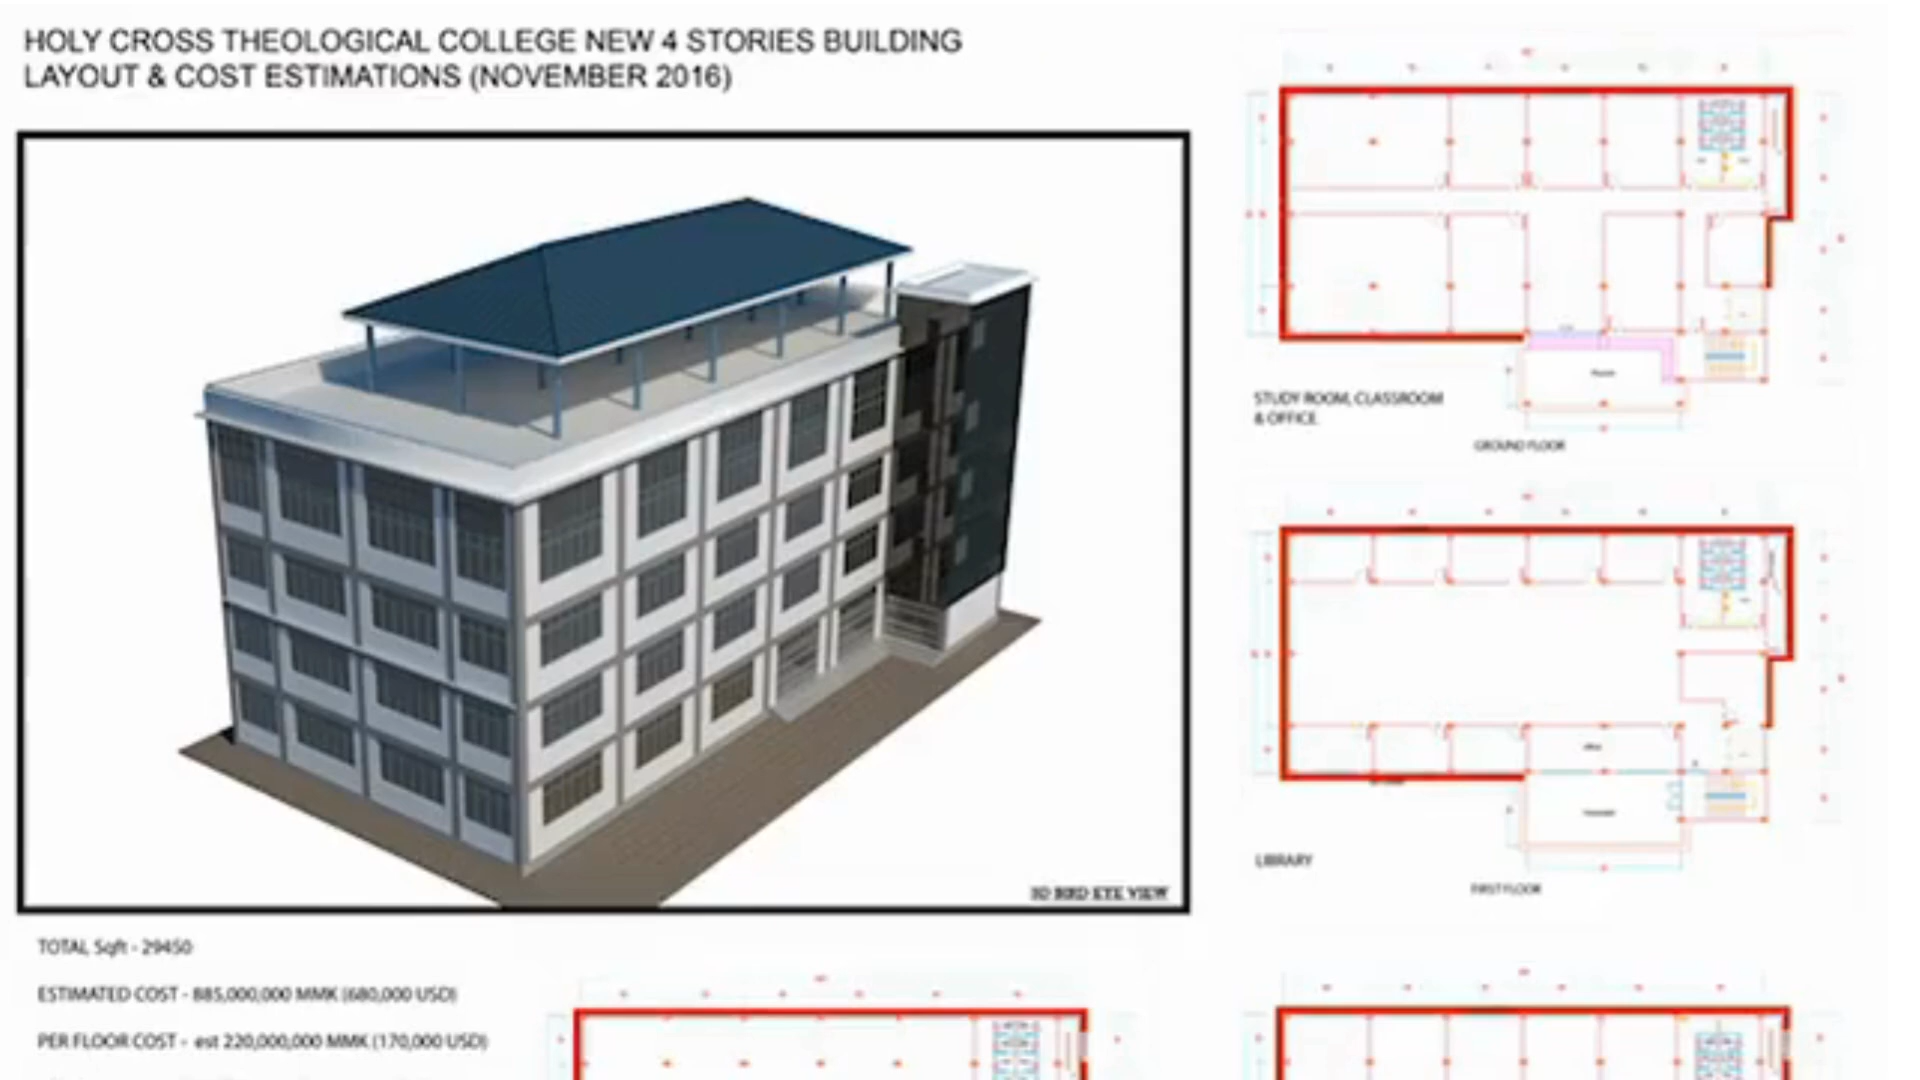 HOLY CROSS THEOLOGICAL COLLEGE NEW 4 STORIES BUILDING
LAYOUT & COST ESTIMATIONS (NOVEMBER 2016)
STUDY ROOM, CLASSROOM
& OFFICE
GROUND FLOOR
3D BIRD EYE VIEW
LIBRARY
FIRST FLOOR
TOTAL Sqft - 29450
ESTIMATED COST - 885,000,000 MMK (680,000 USD)
PER FLOOR COST - est 220,000,000 MMK (170,000 USD)